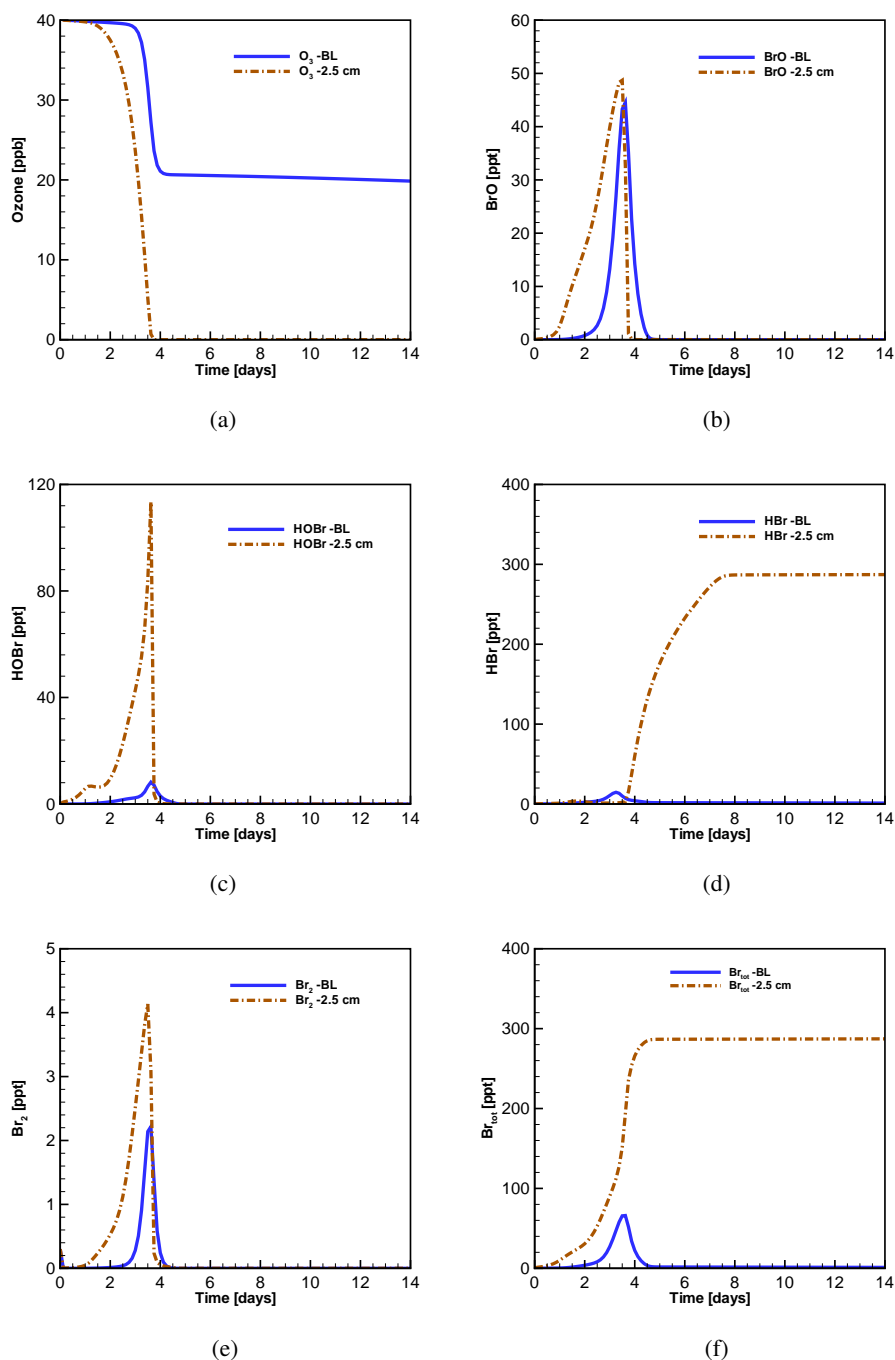 Ozone [ppb]
40
30
20
10
0
0 2 4 6 8 10 12 14
Time [days]
O3 -BL
O3 -2.5 cm
(a)
BrO [ppt]
60
50
40
30
20
10
0
0 2 4 6 8 10 12 14
Time [days]
BrO -BL
BrO -2.5 cm
(b)
HOBr [ppt]
120
80
40
0
0 2 4 6 8 10 12 14
Time [days]
HOBr -BL
HOBr -2.5 cm
(c)
HBr [ppt]
400
300
200
100
0
0 2 4 6 8 10 12 14
Time [days]
HBr -BL
HBr -2.5 cm
(d)
Br2 [ppt]
5
4
3
2
1
0
0 2 4 6 8 10 12 14
Time [days]
Br2 -BL
Br2 -2.5 cm
(e)
Brtot [ppt]
400
300
200
100
0
0 2 4 6 8 10 12 14
Time [days]
Brtot -BL
Brtot -2.5 cm
(f)